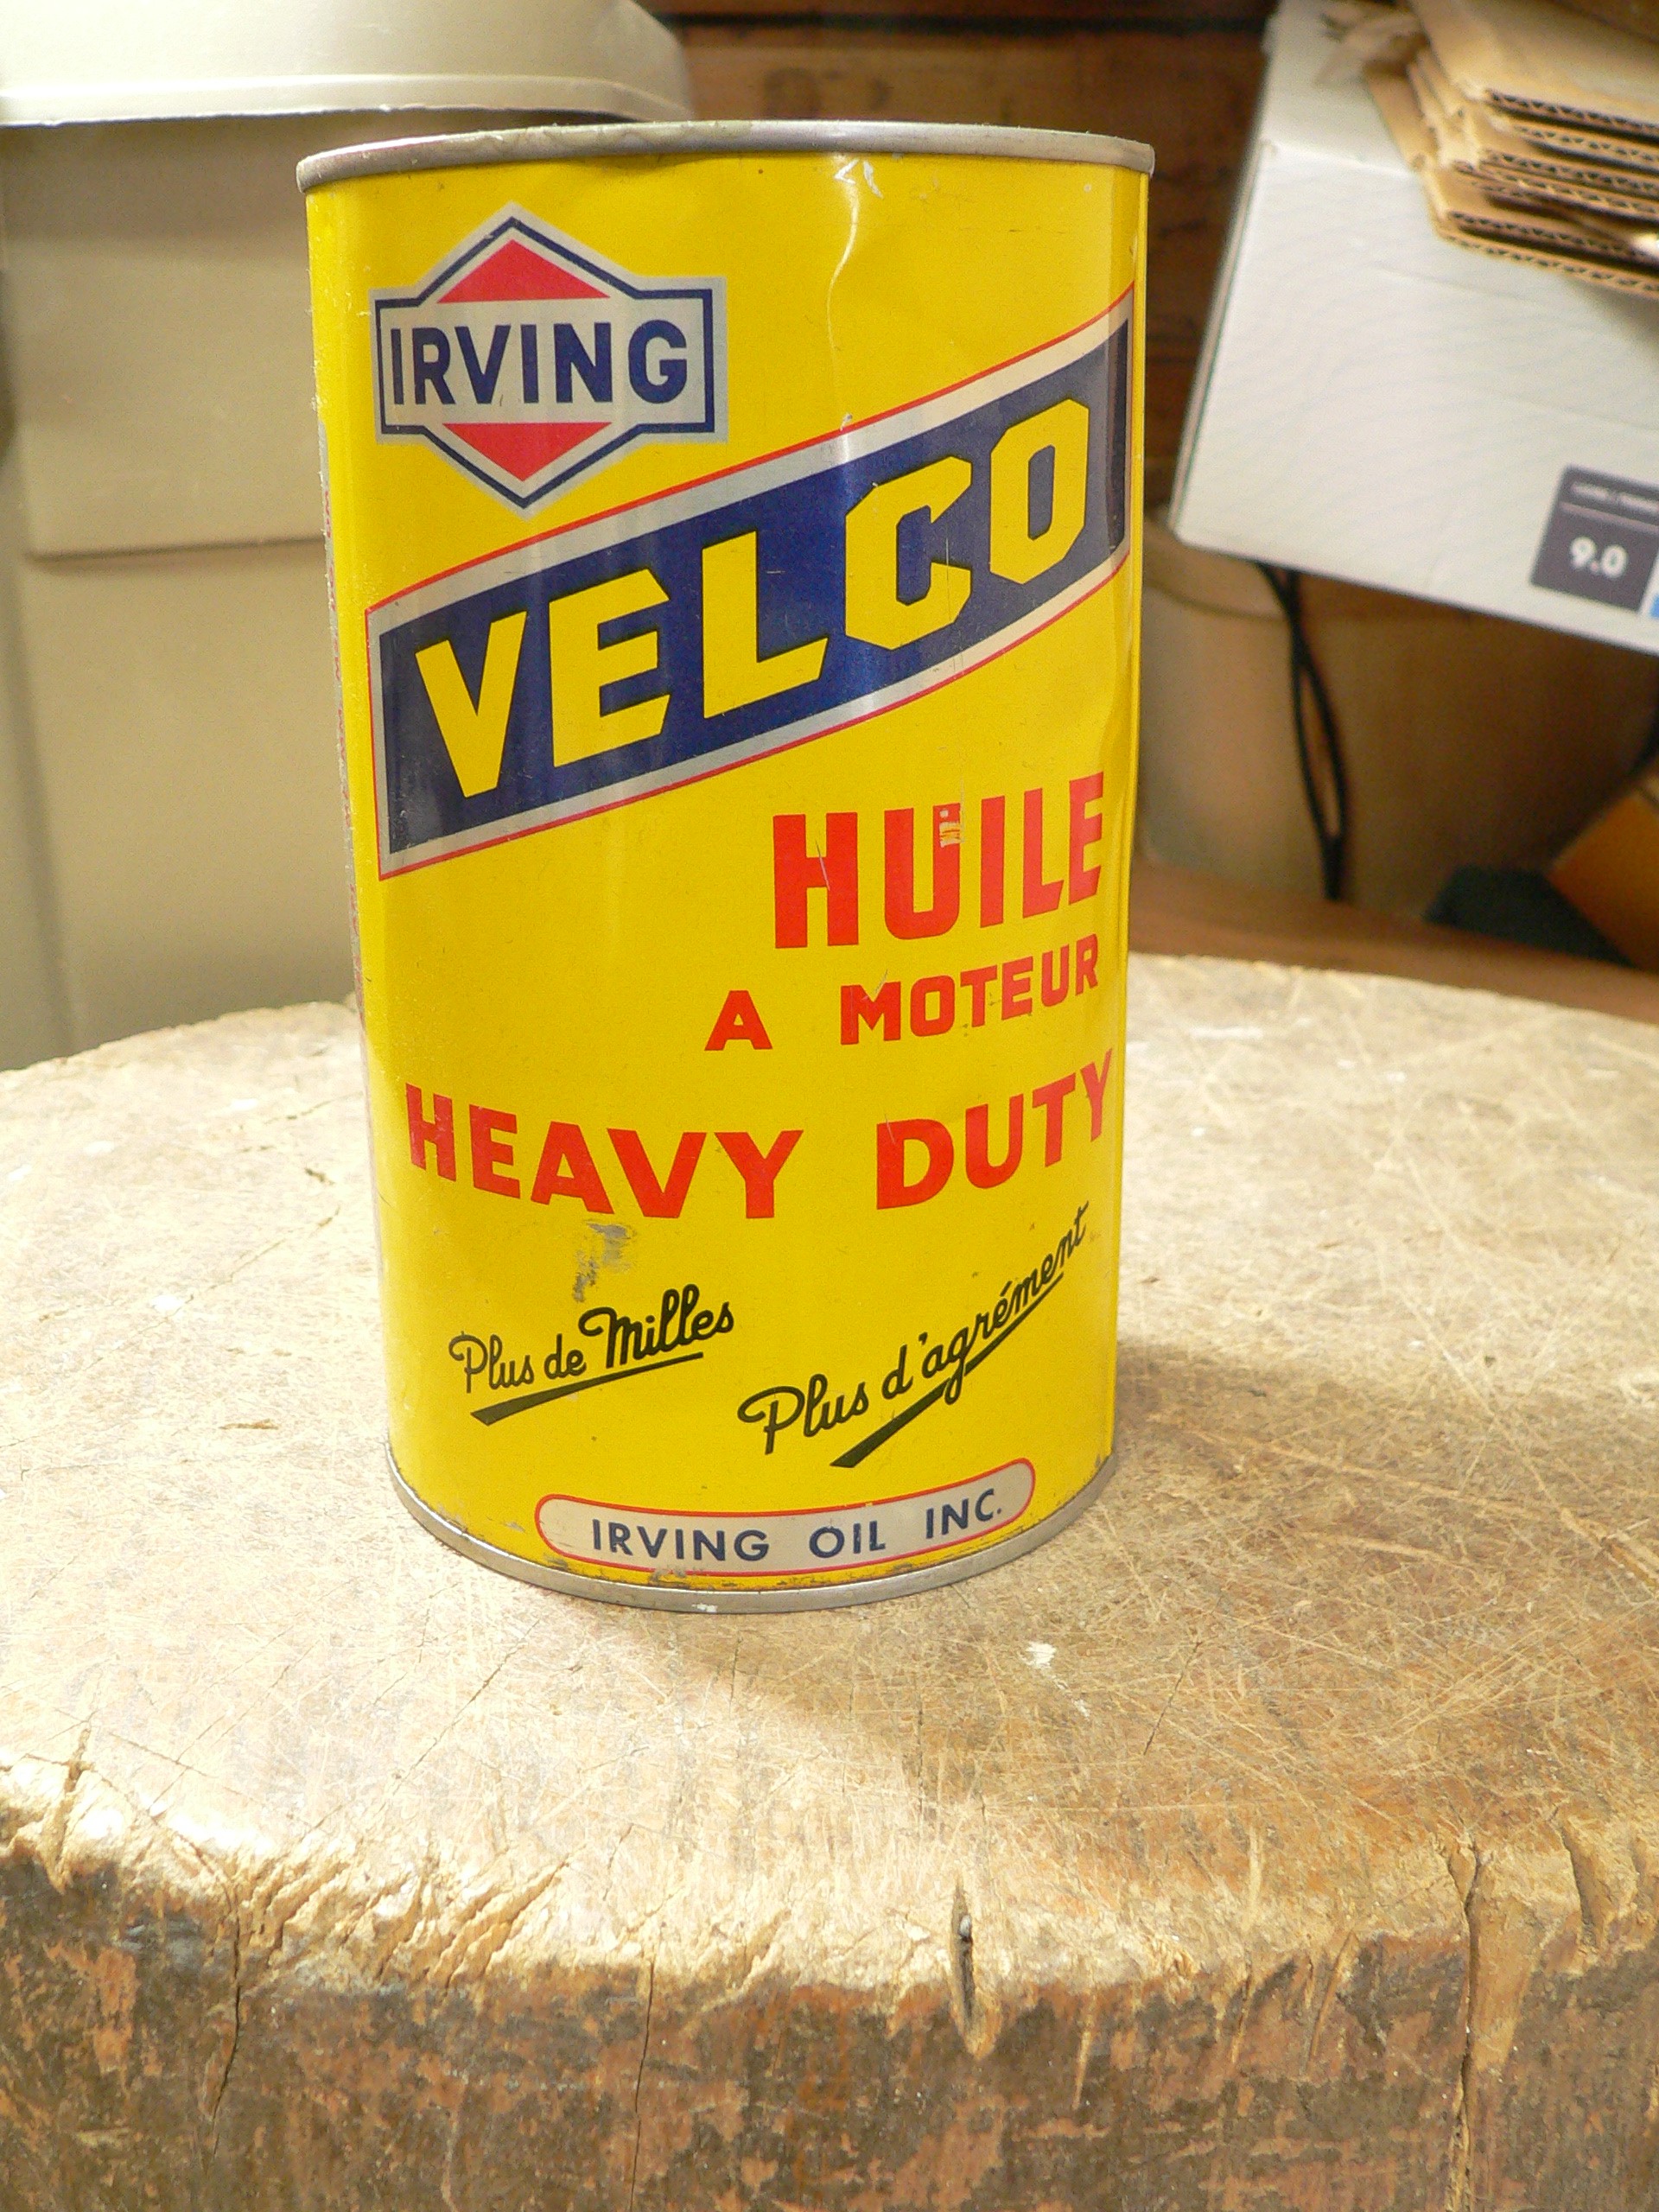 IRVING
VELCO
HUILE
A MOTEUR
HEAVY DUTY
Plus de Milles
Plus d'agrément
IRVING OIL INC.
9.0